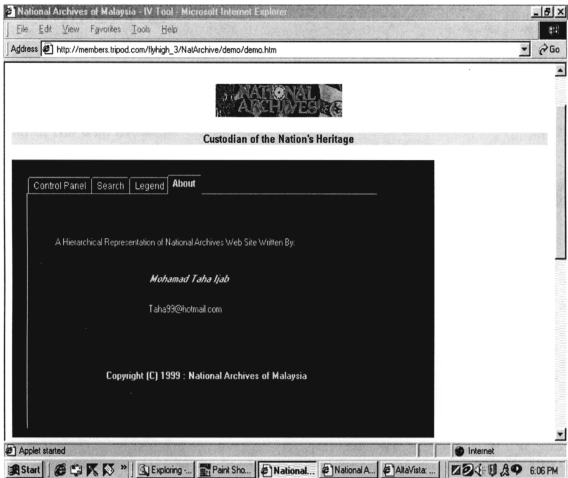 National Archives of Malaysia - IV Tool - Microsoft Internet Explorer
File Edit View Favorites Tools Help
Address http://members.tripod.com/flyhigh_3/NatArchive/demo/demo.htm Go
NATIONAL
ARCHIVES
Custodian of the Nation's Heritage
Control Panel Search Legend About
A Hierarchical Representation of National Archives Web Site Written By:
Mohamad Taha Ijab
Taha99@hotmail.com
Copyright (C) 1999 : National Archives of Malaysia
Applet started Internet
Start Exploring -... Paint Sho... National... National A... AltaVista: ... 6:06 PM